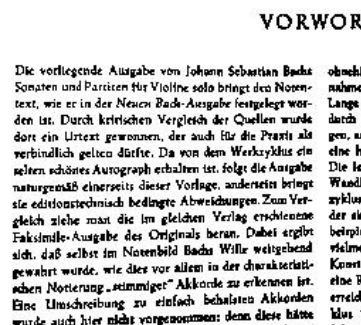 VORWOR
Die vorliegende Ausgabe von Johann Sebastian Bachs
Sonaten und Partiten für Violine solo bringt den Noten-
text, wie er in der Neuen Bach-Ausgabe festgelegt wor-
den ist. Durch kritischen Vergleich der Quellen wurde
dort ein Urtext gewonnen, der auch für die Praxis als
verbindlich gelten dürfte. Da von dem Werkzyklus ein
selten schönes Autograph erhalten ist, folgt die Ausgabe
naturgemäß einerseits dieser Vorlage, anderseits bringt
sie editionstechnisch bedingte Abweichungen. Zum Ver-
gleich ziehe man die im gleichen Verlag erschienene
Faksimile-Ausgabe des Originals heran. Dabei ergibt
sich, daß selbst im Notenbild Bachs Wille weitgehend
gewahrt wurde, wie dies vor allem in der charakteristi-
schen Notierung „stimmiger“ Akkorde zu erkennen ist.
Eine Umschreibung zu einfach behalsten Akkorden
wurde auch hier nicht vorgenommen; denn diese hätte
ohnehi
nahme
Lange
durch
gen, u
eine h
Die le
Wandl
zyklus
der si
beispi
vielme
Konst
eine R
erreich
klus